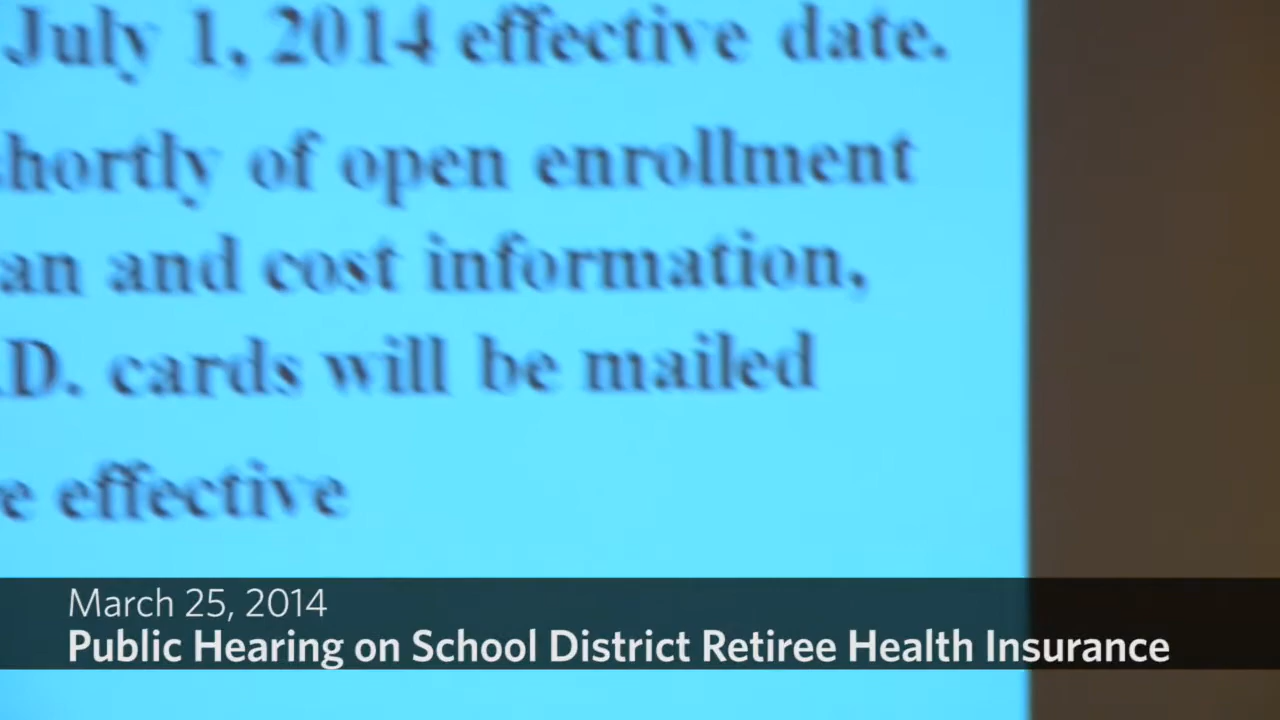 July 1, 2014 effective date.
hortly of open enrollment
an and cost information,
.D. cards will be mailed
e effective
March 25, 2014
Public Hearing on School District Retiree Health Insurance